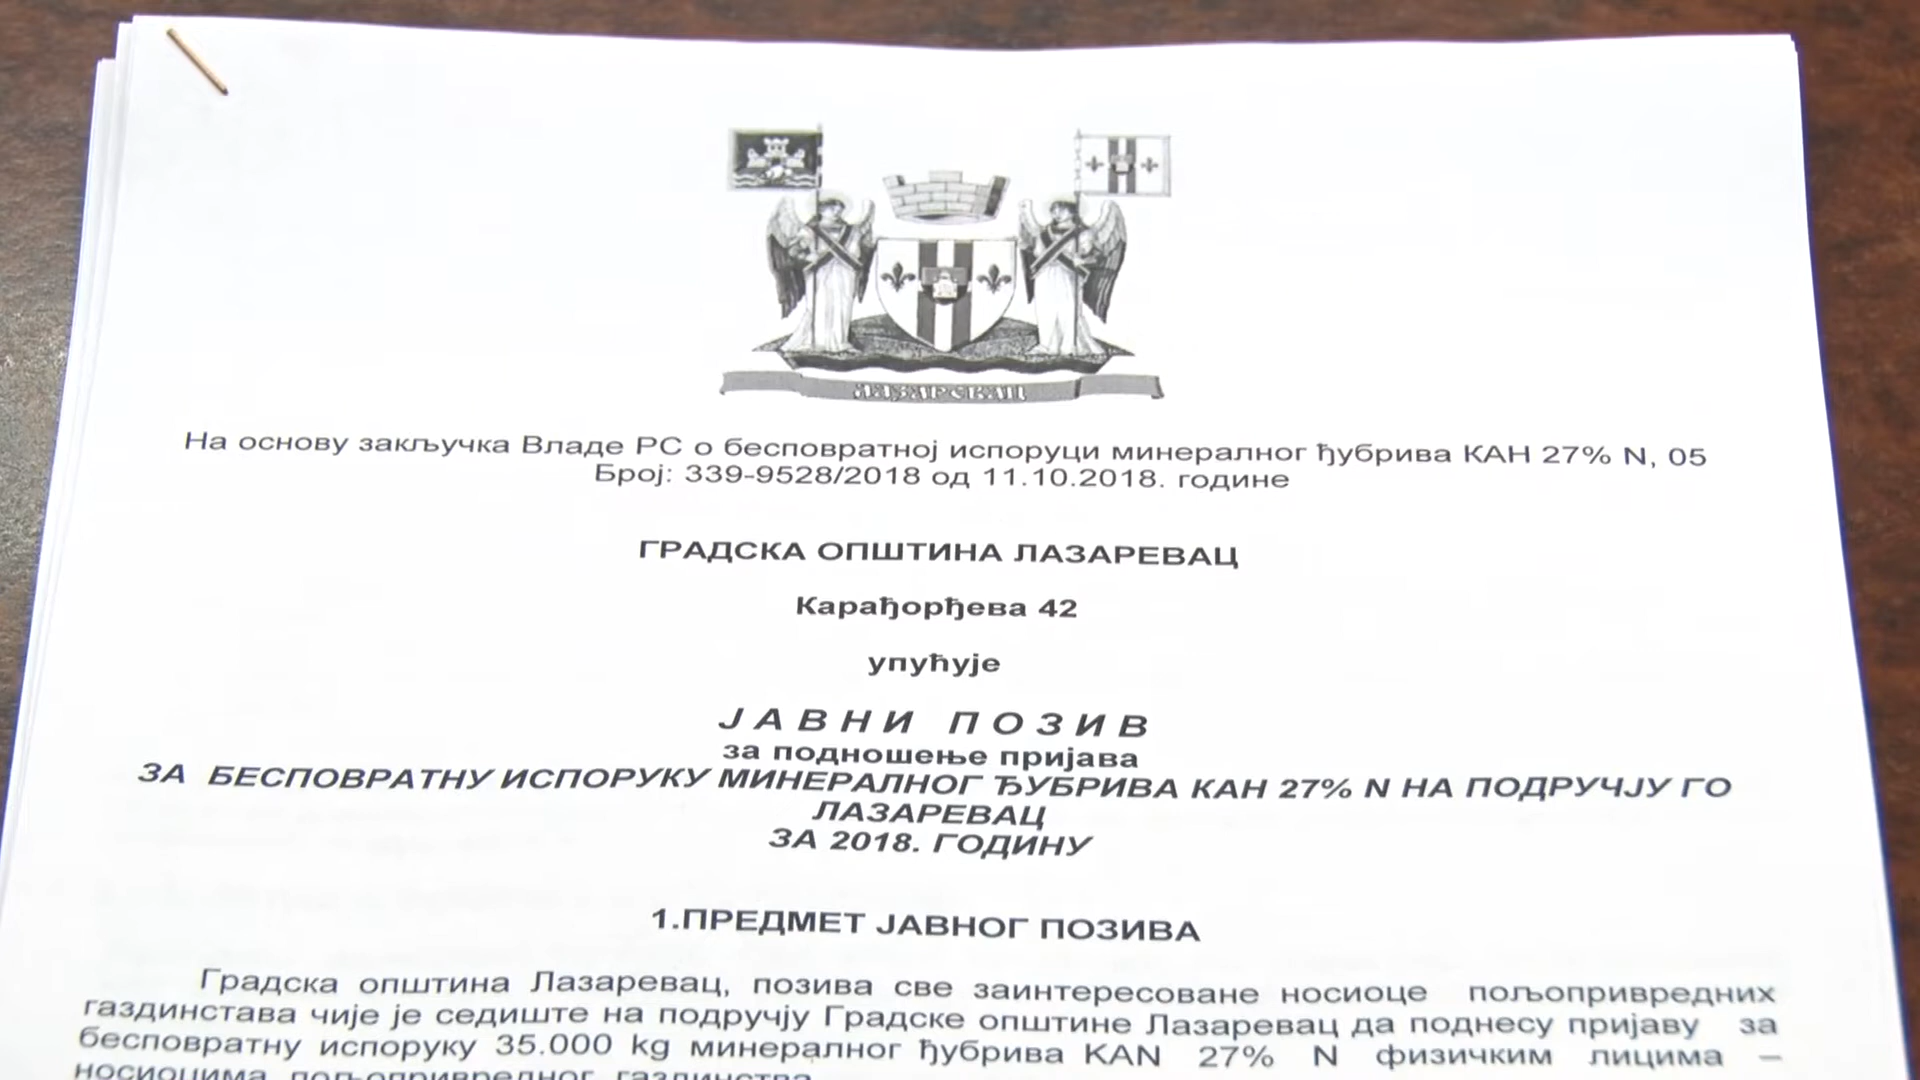 ЛАЗАРЕВАЦ
На основу закључка Владе РС о бесповратној испоруци минералног ђубрива КАН 27% N, 05
Број: 339-9528/2018 од 11.10.2018. године
ГРАДСКА ОПШТИНА ЛАЗАРЕВАЦ
Карађорђева 42
упућује
Ј А В Н И П О З И В
за подношење пријава
ЗА БЕСПОВРАТНУ ИСПОРУКУ МИНЕРАЛНОГ ЂУБРИВА КАН 27% N НА ПОДРУЧЈУ ГО
ЛАЗАРЕВАЦ
ЗА 2018. ГОДИНУ
1.ПРЕДМЕТ ЈАВНОГ ПОЗИВА
Градска општина Лазаревац, позива све заинтересоване носиоце пољопривредних
газдинстава чије је седиште на подручју Градске општине Лазаревац да поднесу пријаву за
бесповратну испоруку 35.000 kg минералног ђубрива KAN 27% N физичким лицима –
носиоцима пољопривредног газдинства